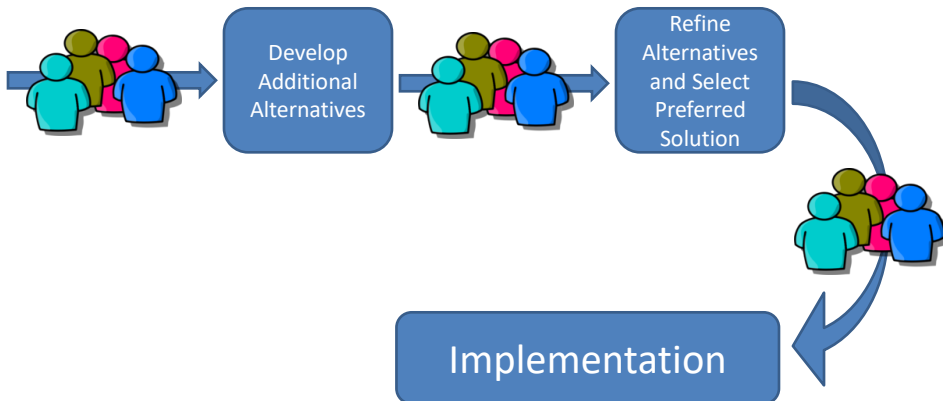 Develop
Additional
Alternatives
Refine
Alternatives
and Select
Preferred
Solution
Implementation